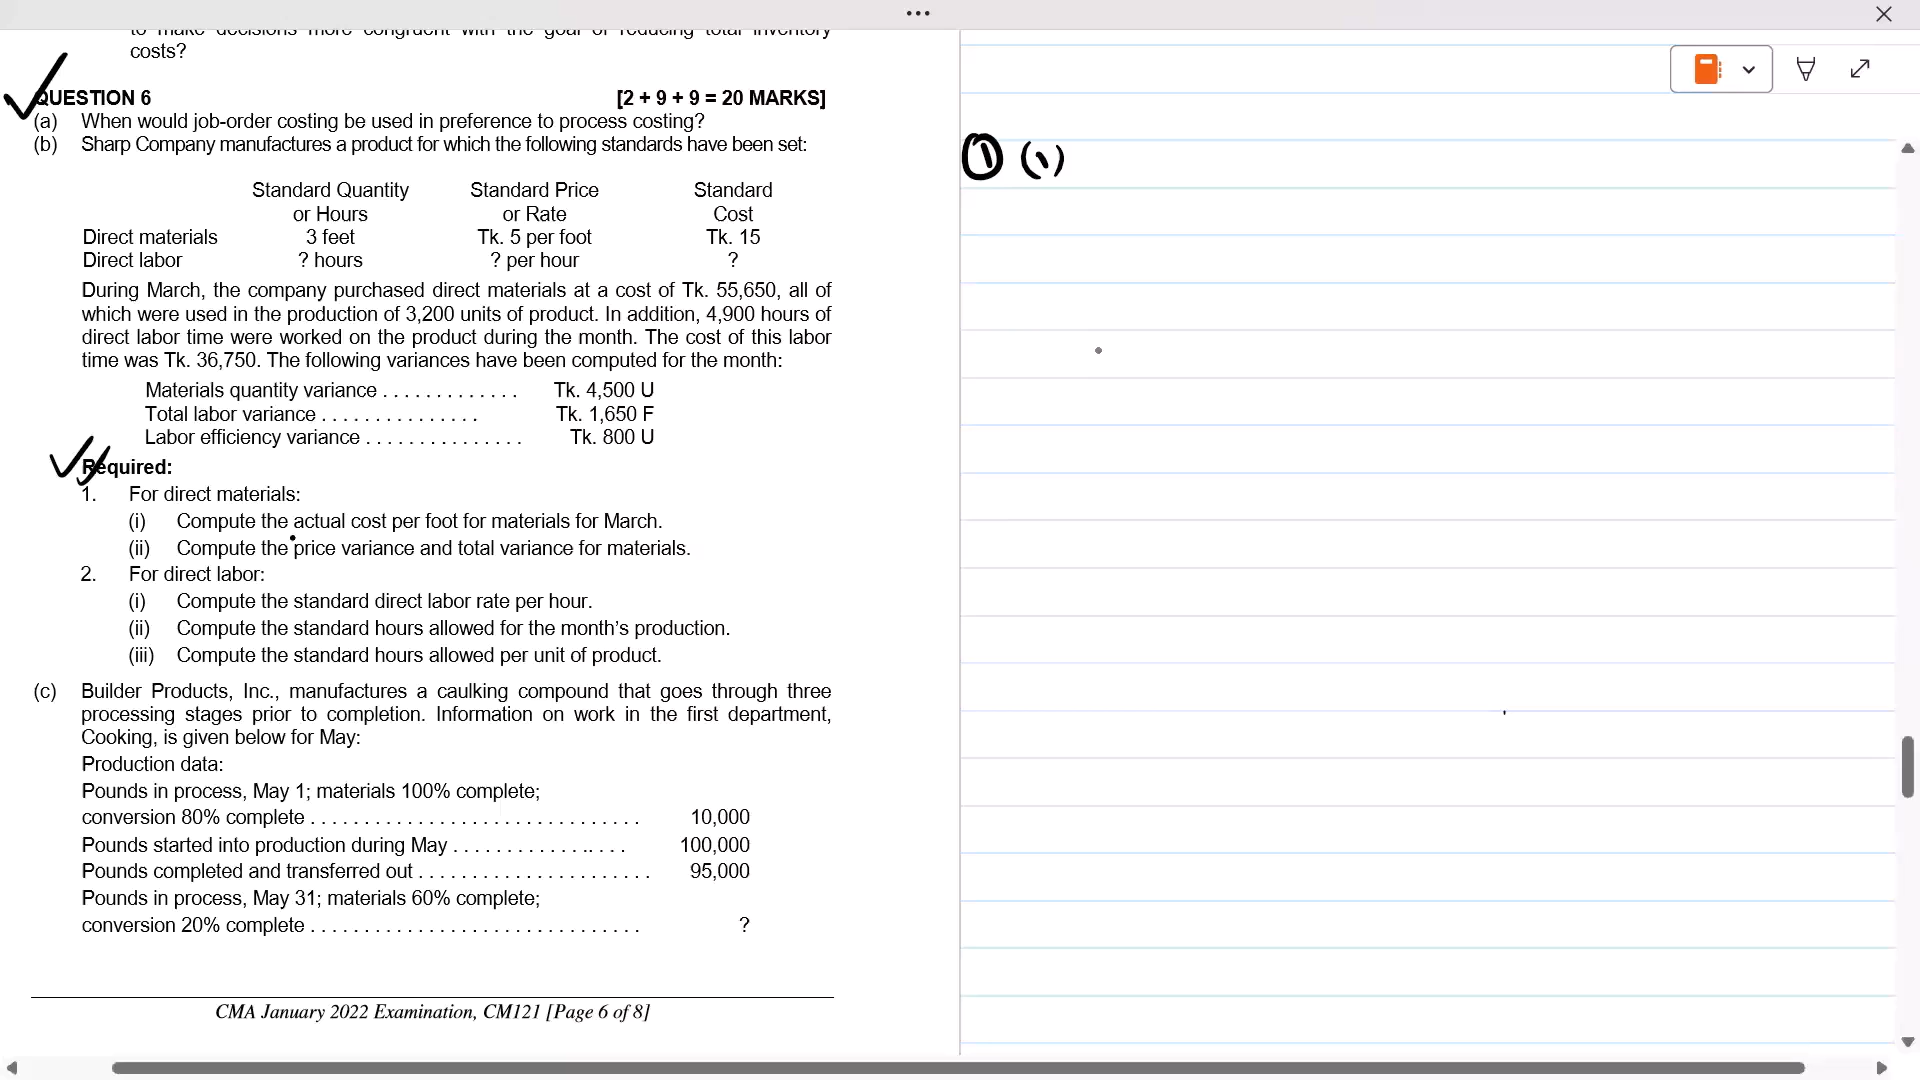 to make decisions more congruent with the goal of reducing total inventory
costs?
QUESTION 6 [2 + 9 + 9 = 20 MARKS]
(a) When would job-order costing be used in preference to process costing?
(b) Sharp Company manufactures a product for which the following standards have been set:
Standard Quantity Standard Price Standard
or Hours or Rate Cost
Direct materials 3 feet Tk. 5 per foot Tk. 15
Direct labor ? hours ? per hour ?
During March, the company purchased direct materials at a cost of Tk. 55,650, all of
which were used in the production of 3,200 units of product. In addition, 4,900 hours of
direct labor time were worked on the product during the month. The cost of this labor
time was Tk. 36,750. The following variances have been computed for the month:
Materials quantity variance . . . . . . . . . . . . . Tk. 4,500 U
Total labor variance . . . . . . . . . . . . . . . Tk. 1,650 F
Labor efficiency variance . . . . . . . . . . . . . . . Tk. 800 U
Required:
1. For direct materials:
(i) Compute the actual cost per foot for materials for March.
(ii) Compute the price variance and total variance for materials.
2. For direct labor:
(i) Compute the standard direct labor rate per hour.
(ii) Compute the standard hours allowed for the month’s production.
(iii) Compute the standard hours allowed per unit of product.
(c) Builder Products, Inc., manufactures a caulking compound that goes through three
processing stages prior to completion. Information on work in the first department,
Cooking, is given below for May:
Production data:
Pounds in process, May 1; materials 100% complete;
conversion 80% complete . . . . . . . . . . . . . . . . . . . . . . . . . . . . . . . 10,000
Pounds started into production during May . . . . . . . . . . . . . .. . . . 100,000
Pounds completed and transferred out . . . . . . . . . . . . . . . . . . . . . . 95,000
Pounds in process, May 31; materials 60% complete;
conversion 20% complete . . . . . . . . . . . . . . . . . . . . . . . . . . . . . . . ?
CMA January 2022 Examination, CM121 [Page 6 of 8]
① (1)